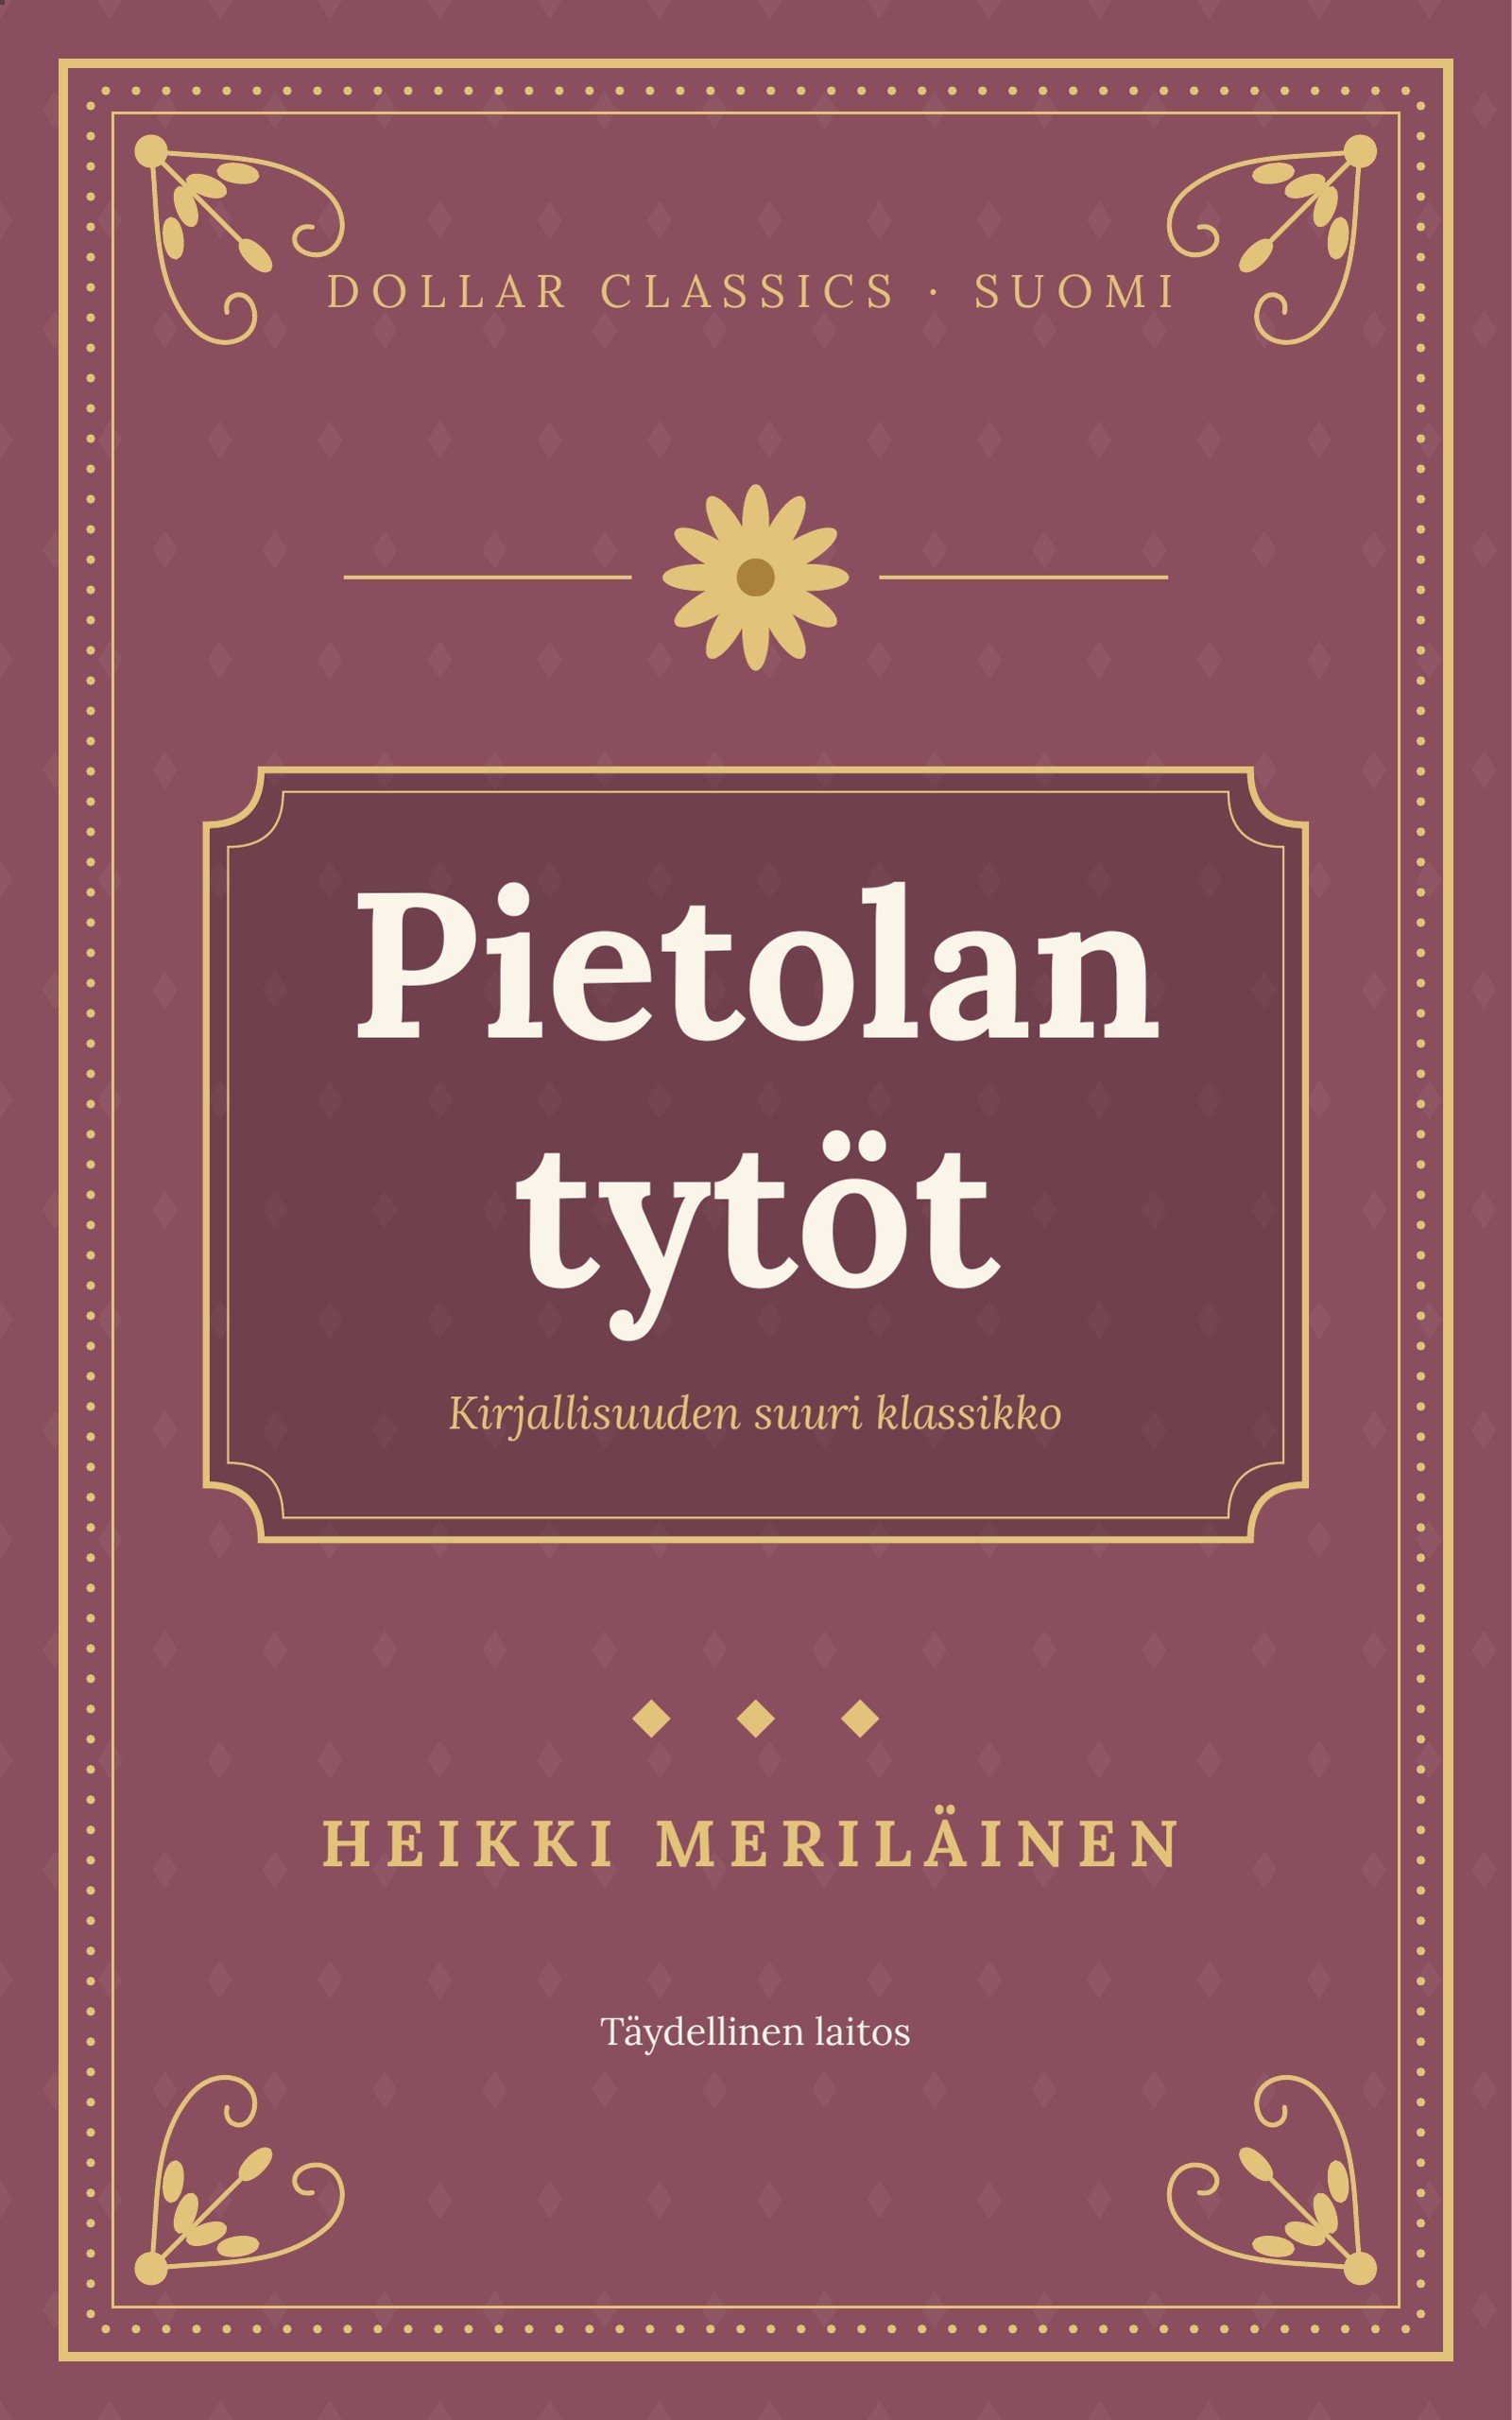 DOLLAR CLASSICS · SUOMI
Pietolan
tytöt
Kirjallisuuden suuri klassikko
HEIKKI MERILÄINEN
Täydellinen laitos